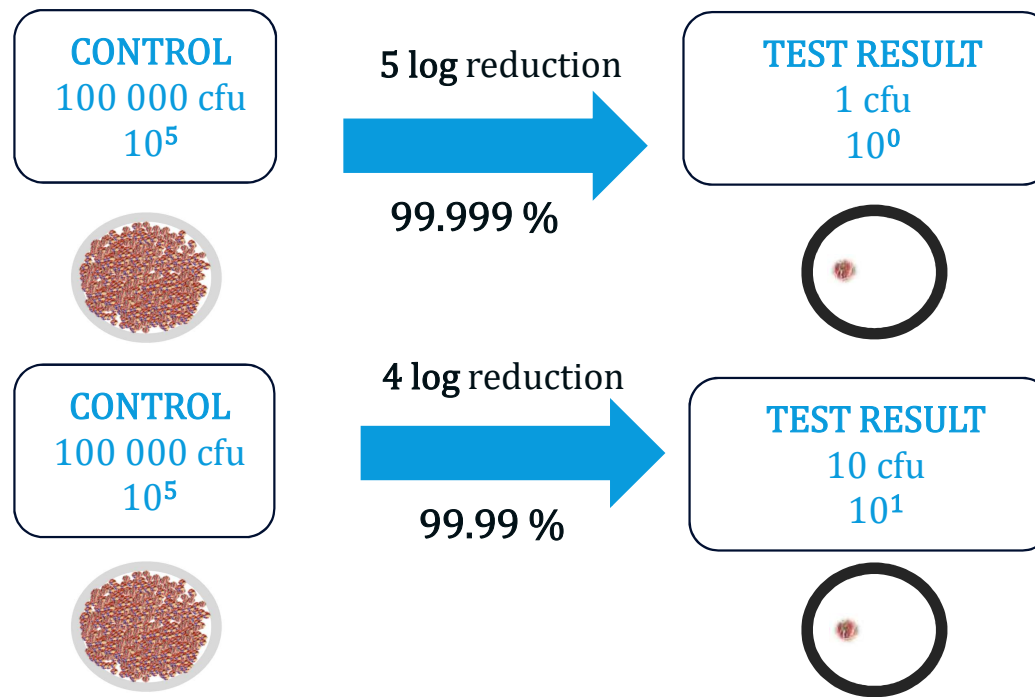 CONTROL
100 000 cfu
10⁵
5 log reduction
99.999 %
TEST RESULT
1 cfu
10⁰
CONTROL
100 000 cfu
10⁵
4 log reduction
99.99 %
TEST RESULT
10 cfu
10¹